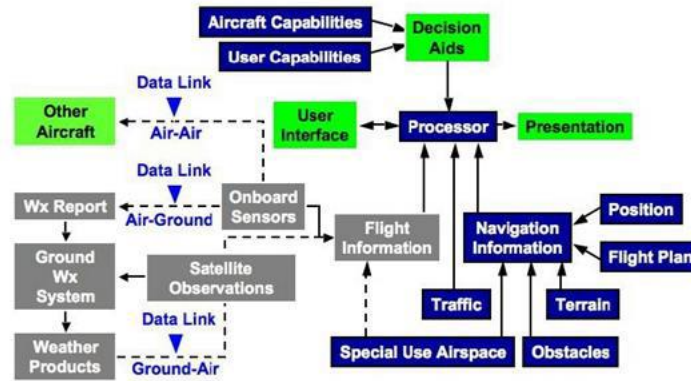 Aircraft Capabilities
User Capabilities
Decision
Aids
Data Link
Other
Aircraft
Air-Air
User
Interface
Processor
Presentation
Data Link
Wx Report
Air-Ground
Onboard
Sensors
Flight
Information
Navigation
Information
Position
Flight Plan
Ground
Wx
System
Satellite
Observations
Traffic
Terrain
Data Link
Weather
Products
Ground-Air
Special Use Airspace
Obstacles